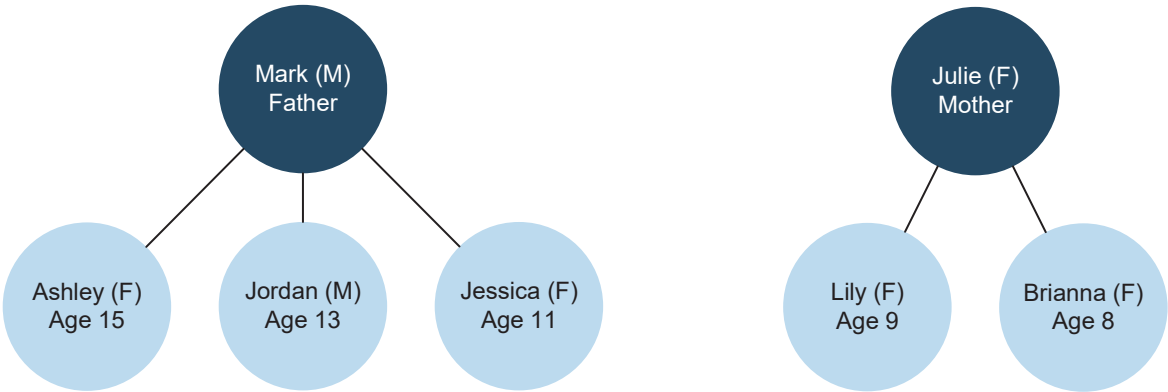 Mark (M)
Father
Julie (F)
Mother
Ashley (F)
Age 15
Jordan (M)
Age 13
Jessica (F)
Age 11
Lily (F)
Age 9
Brianna (F)
Age 8